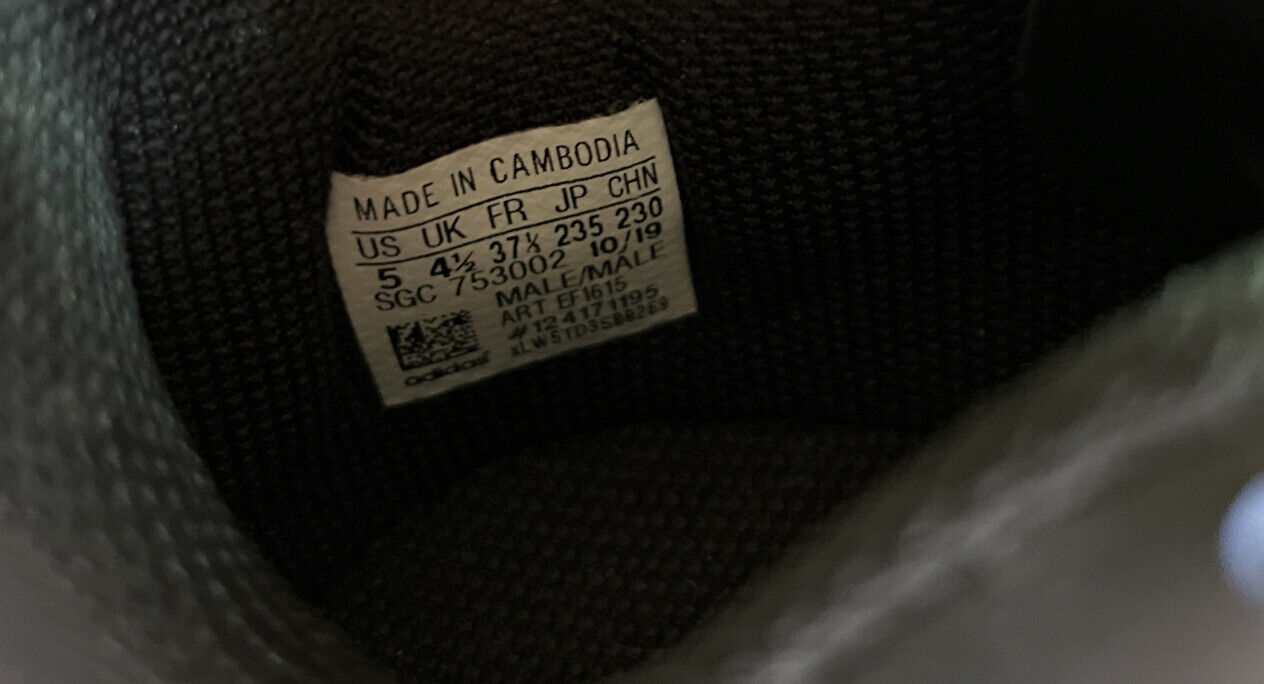 MADE IN CAMBODIA
US UK FR JP CHN
5 4½ 37⅓ 235 230
SGC 753002 10/19
MALE/MALE
ART EF1615
#124171195
adidas